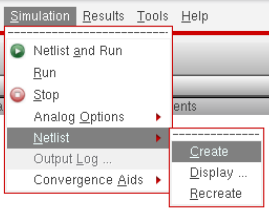 Simulation Results Tools Help
Netlist and Run
Run
Stop
Analog Options
Netlist
Output Log ...
Convergence Aids
ents
Create
Display ...
Recreate